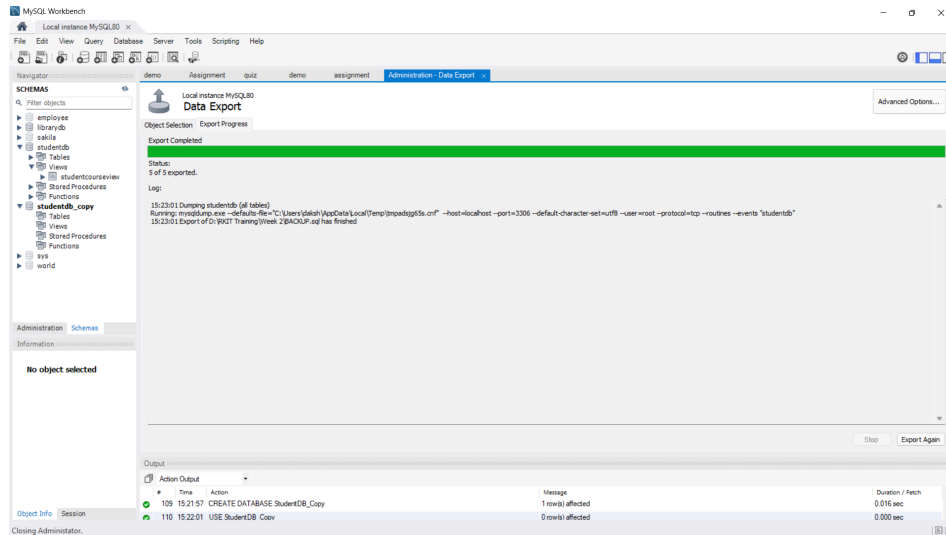 MySQL Workbench
Local instance MySQL80
File Edit View Query Database Server Tools Scripting Help
Navigator
SCHEMAS
Filter objects
employee
librarydb
sakila
studentdb
Tables
Views
studentcourseview
Stored Procedures
Functions
studentdb_copy
Tables
Views
Stored Procedures
Functions
sys
world
Administration Schemas
Information
No object selected
Object Info Session
demo Assignment quiz demo assignment Administration - Data Export
Local instance MySQL80
Data Export
Advanced Options...
Object Selection Export Progress
Export Completed
Status:
5 of 5 exported.
Log:
15:23:01 Dumping studentdb (all tables)
Running: mysqldump.exe --defaults-file="C:\Users\daksh\AppData\Local\Temp\tmpadsjg65s.cnf" --host=localhost --port=3306 --default-character-set=utf8 --user=root --protocol=tcp --routines --events "studentdb"
15:23:01 Export of D:\RKIT Training\Week 2\BACKUP.sql has finished
Stop Export Again
Output
Action Output
# Time Action Message Duration / Fetch
109 15:21:57 CREATE DATABASE StudentDB_Copy 1 row(s) affected 0.016 sec
110 15:22:01 USE StudentDB_Copy 0 row(s) affected 0.000 sec
Closing Administator.